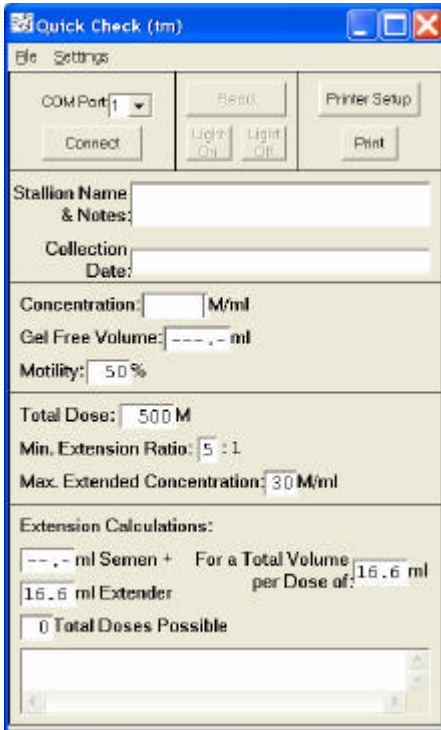 Quick Check (tm)
File Settings
COM Port: 1 Read Printer Setup
Connect Light On Light Off Print
Stallion Name
& Notes:
Collection
Date:
Concentration: M/ml
Gel Free Volume: ---.- ml
Motility: 50 %
Total Dose: 500 M
Min. Extension Ratio: 5 : 1
Max. Extended Concentration: 30 M/ml
Extension Calculations:
--.- ml Semen + For a Total Volume
per Dose of: 16.6 ml
16.6 ml Extender
0 Total Doses Possible